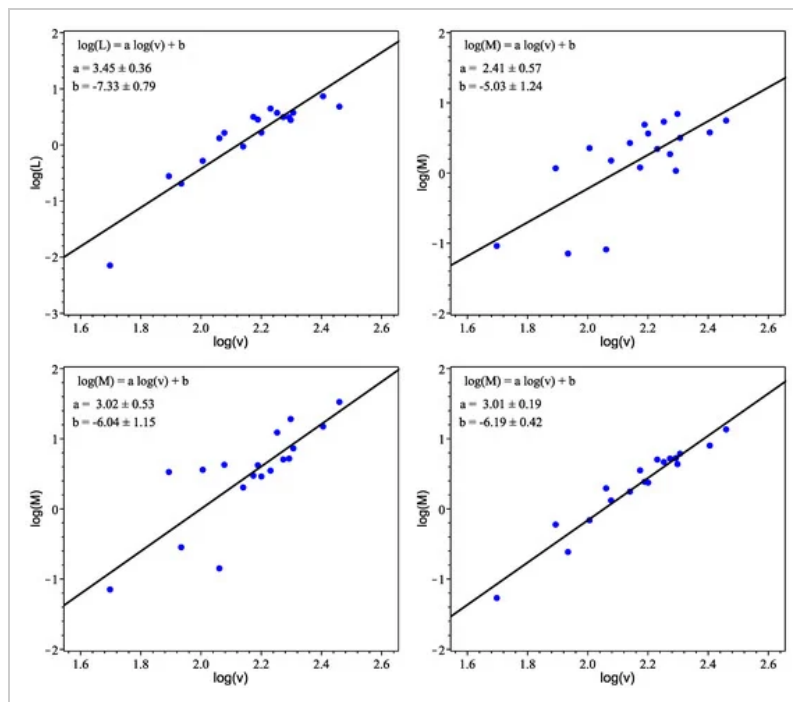 log(L) = a log(v) + b
a = 3.45 ± 0.36
b = -7.33 ± 0.79
2
1
0
−1
−2
−3
log(L)
1.6 1.8 2.0 2.2 2.4 2.6
log(v)
log(M) = a log(v) + b
a = 2.41 ± 0.57
b = -5.03 ± 1.24
2
1
0
−1
−2
log(M)
1.6 1.8 2.0 2.2 2.4 2.6
log(v)
log(M) = a log(v) + b
a = 3.02 ± 0.53
b = -6.04 ± 1.15
2
1
0
−1
−2
log(M)
1.6 1.8 2.0 2.2 2.4 2.6
log(v)
log(M) = a log(v) + b
a = 3.01 ± 0.19
b = -6.19 ± 0.42
2
1
0
−1
−2
log(M)
1.6 1.8 2.0 2.2 2.4 2.6
log(v)